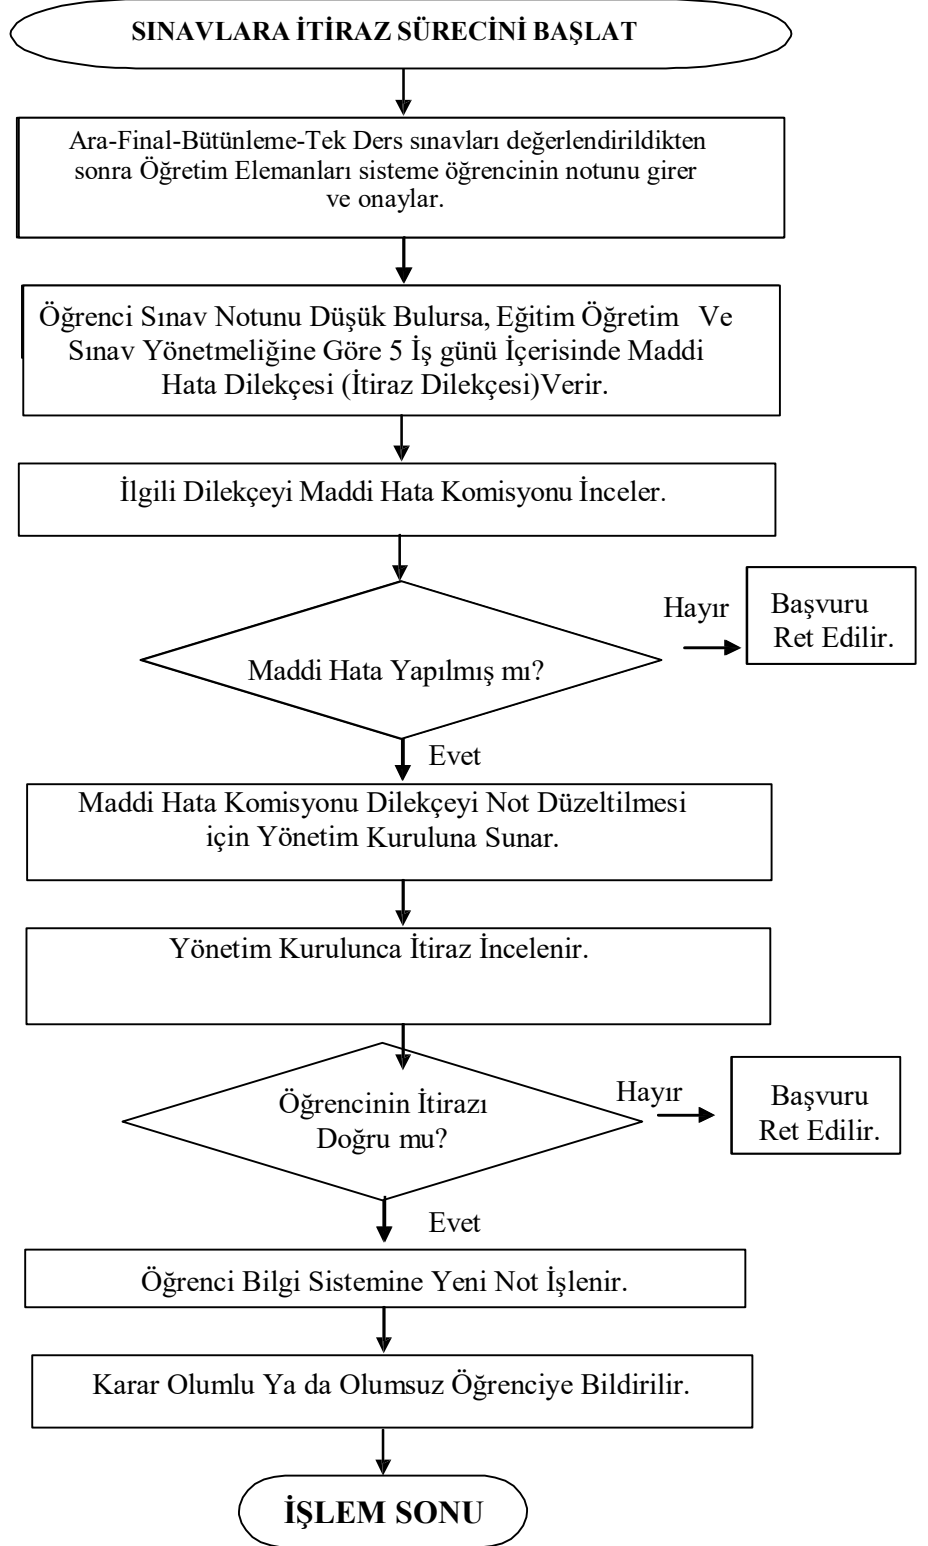 SINAVLARA İTİRAZ SÜRECİNİ BAŞLAT
Ara-Final-Bütünleme-Tek Ders sınavları değerlendirildikten
sonra Öğretim Elemanları sisteme öğrencinin notunu girer
ve onaylar.
Öğrenci Sınav Notunu Düşük Bulursa, Eğitim Öğretim Ve
Sınav Yönetmeliğine Göre 5 İş günü İçerisinde Maddi
Hata Dilekçesi (İtiraz Dilekçesi)Verir.
İlgili Dilekçeyi Maddi Hata Komisyonu İnceler.
Hayır
Başvuru
Ret Edilir.
Maddi Hata Yapılmış mı?
Evet
Maddi Hata Komisyonu Dilekçeyi Not Düzeltilmesi
için Yönetim Kuruluna Sunar.
Yönetim Kurulunca İtiraz İncelenir.
Öğrencinin İtirazı
Doğru mu?
Hayır
Başvuru
Ret Edilir.
Evet
Öğrenci Bilgi Sistemine Yeni Not İşlenir.
Karar Olumlu Ya da Olumsuz Öğrenciye Bildirilir.
İŞLEM SONU